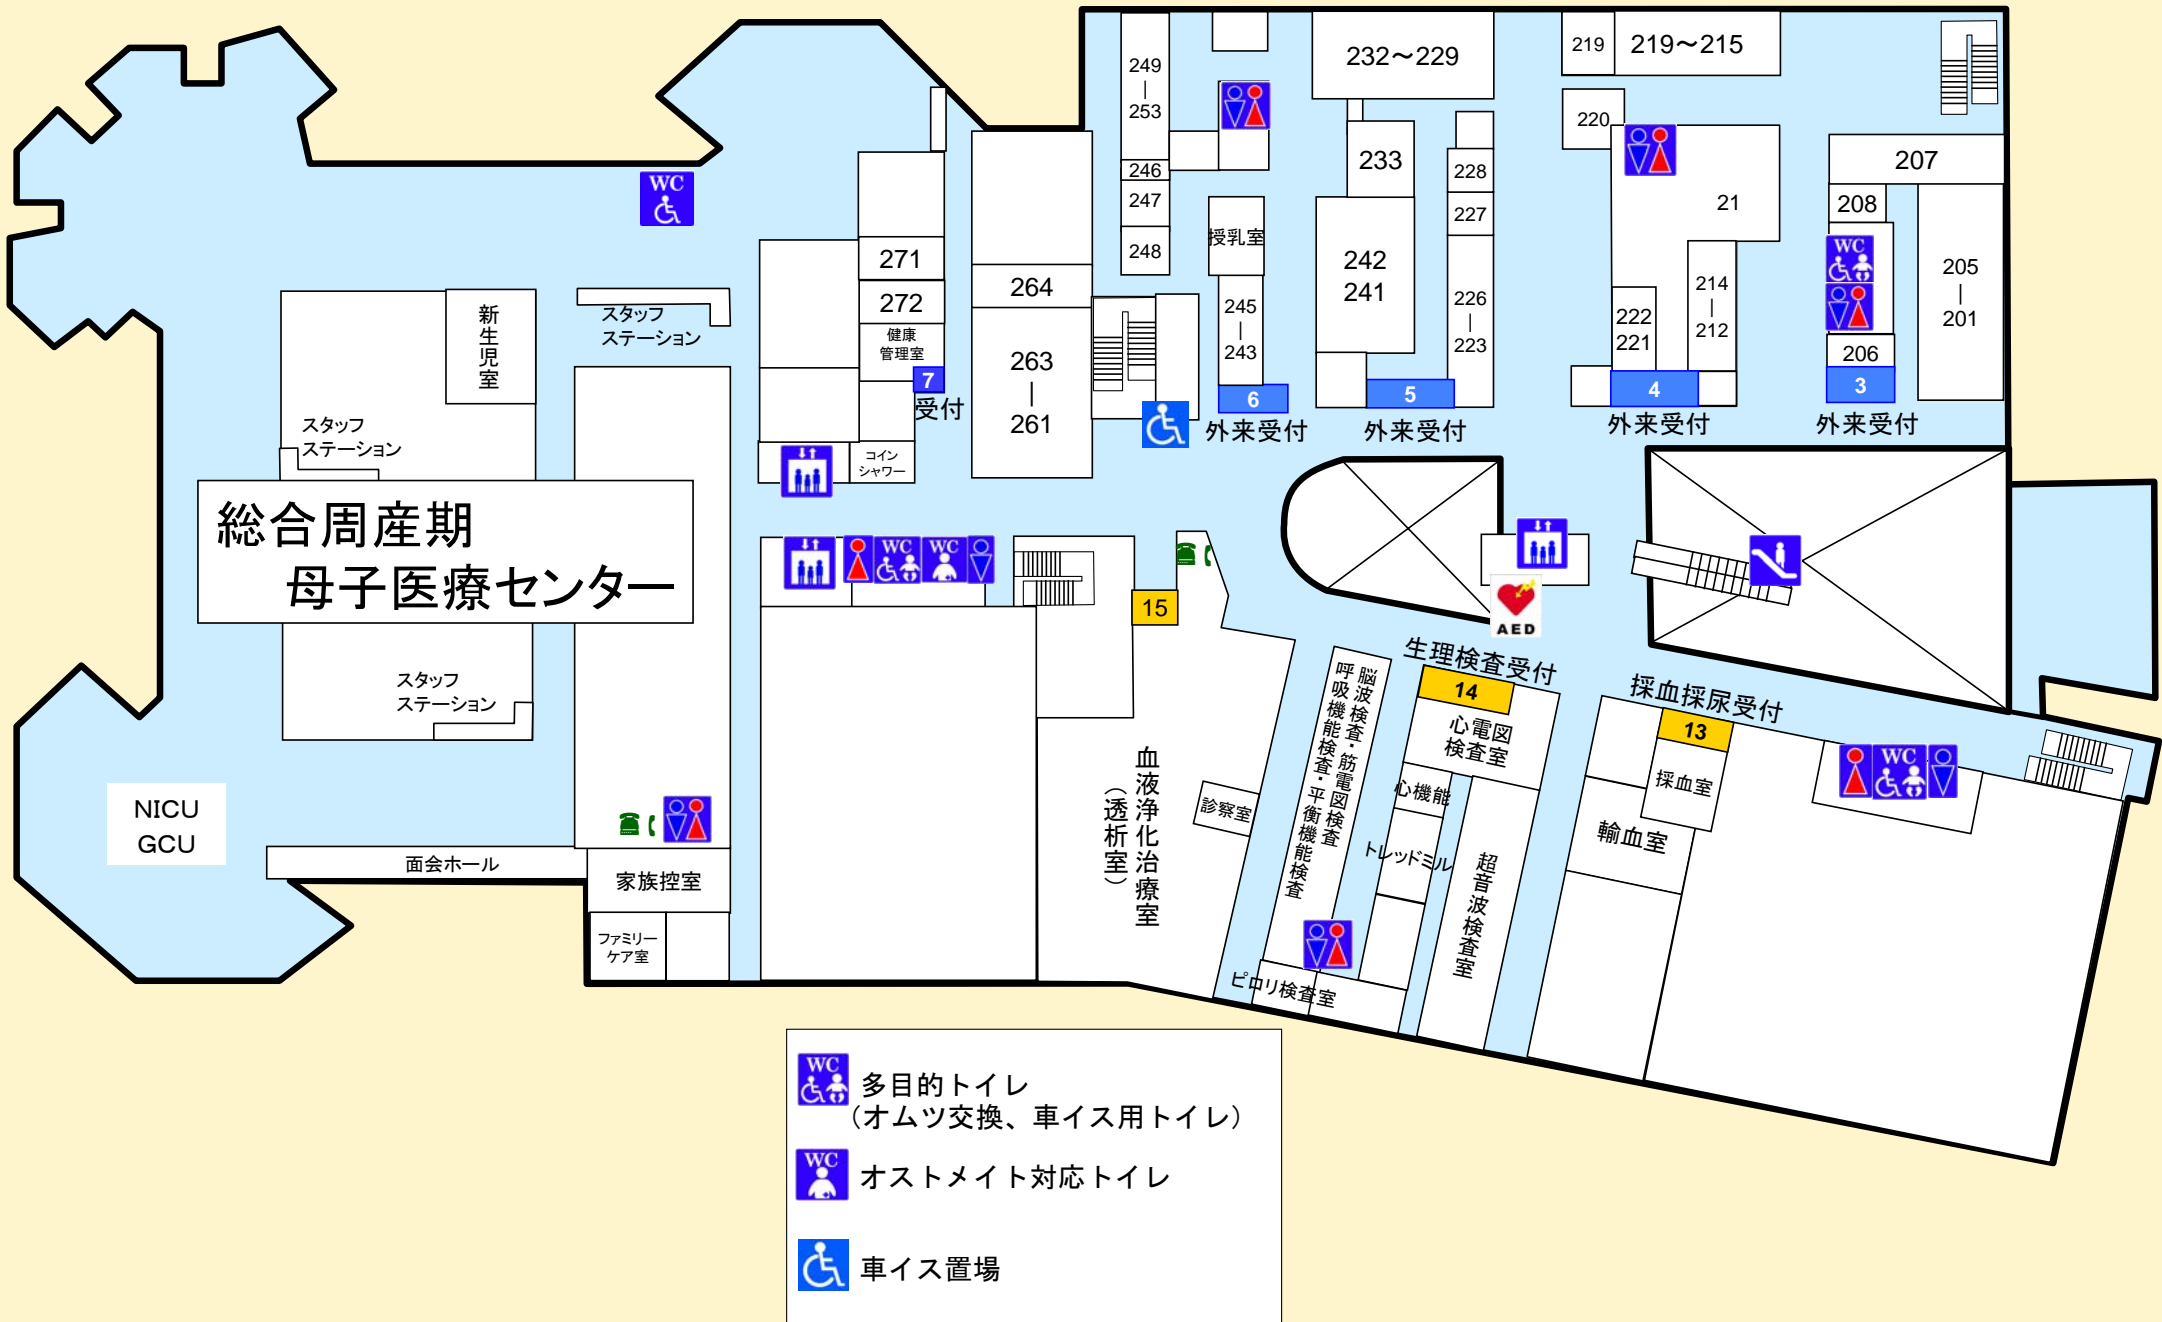 249
|
253
232～229
219
219～215
220
233
246
247
248
228
227
207
208
21
授乳室
271
272
健康
管理室
7
受付
264
263
|
261
245
|
243
242
241
226
|
223
222
221
214
|
212
205
|
201
206
WC
WC
6
外来受付
5
外来受付
4
外来受付
3
外来受付
新生児室
スタッフ
ステーション
スタッフ
ステーション
コイン
シャワー
総合周産期
母子医療センター
WC
WC
15
AED
スタッフ
ステーション
生理検査受付
14
採血採尿受付
13
脳波検査・筋電図検査
呼吸機能検査・平衡機能検査
心電図
検査室
心機能
トレッドミル
超音波検査室
採血室
輸血室
WC
血液浄化治療室
（透析室）
診察室
ピロリ検査室
NICU
GCU
面会ホール
家族控室
ファミリー
ケア室
WC
多目的トイレ
（オムツ交換、車イス用トイレ）
WC
オストメイト対応トイレ
車イス置場